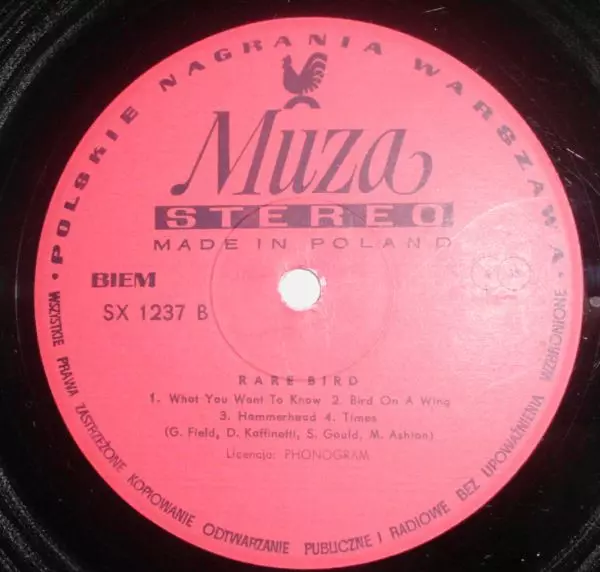 • POLSKIE NAGRANIA WARSZAWA •
Muza
STEREO
MADE IN POLAND
BIEM
SX 1237 B
RARE BIRD
1. What You Want To Know 2. Bird On A Wing
3. Hammerhead 4. Times
(G. Field, D. Kaffinetti, S. Gould, M. Ashton)
Licencja: PHONOGRAM
WSZYSTKIE PRAWA ZASTRZEŻONE KOPIOWANIE ODTWARZANIE PUBLICZNE I RADIOWE BEZ UPOWAŻNIENIA WZBRONIONE